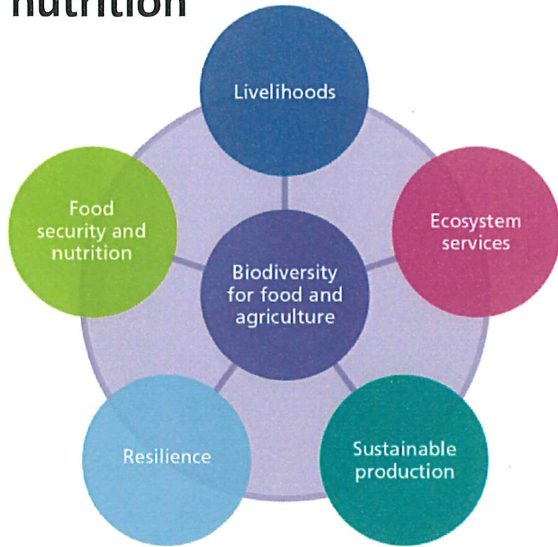 nutrition
Livelihoods
Food
security and
nutrition
Ecosystem
services
Biodiversity
for food and
agriculture
Resilience
Sustainable
production